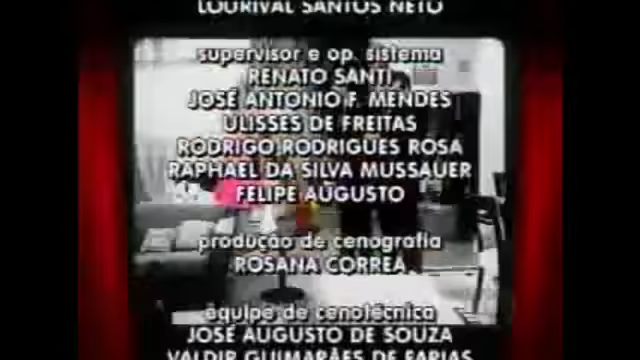 LOURIVAL SANTOS NETO
supervisor e op. sistema
RENATO SANTI
JOSÉ ANTONIO F. MENDES
ULISSES DE FREITAS
RODRIGO RODRIGUES ROSA
RAPHAEL DA SILVA MUSSAUER
FELIPE AUGUSTO
produção de cenografia
ROSANA CORREA
equipe de cenotécnica
JOSÉ AUGUSTO DE SOUZA
VALDIR GUIMARÃES DE FARIAS